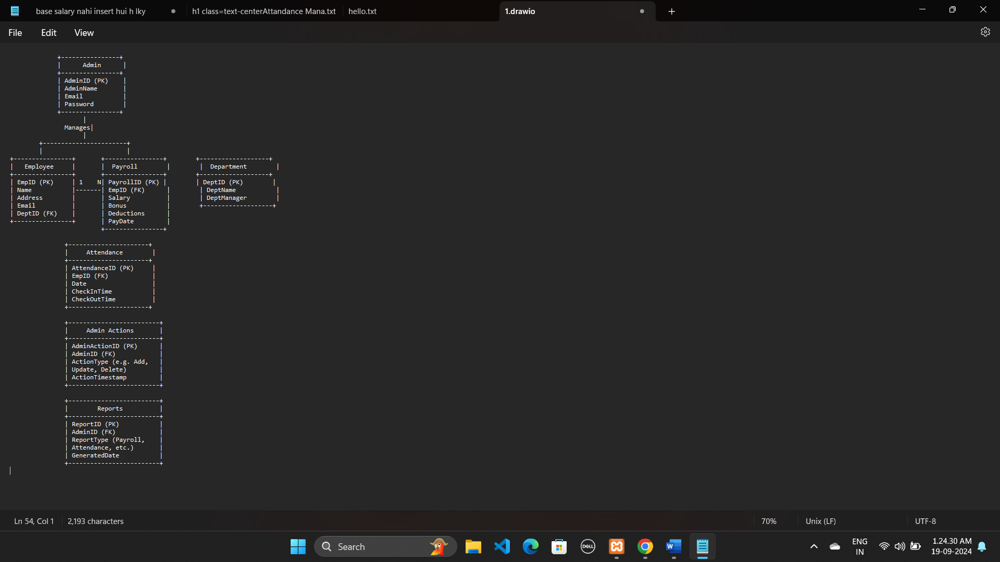 base salary nahi insert hui h lky
h1 class=text-centerAttandance Mana.txt
hello.txt
1.drawio
File Edit View
                +----------------+
                |      Admin      |
                +----------------+
                | AdminID (PK)    |
                | AdminName       |
                | Email           |
                | Password        |
                +----------------+
                       |
                 Manages|
                       |
           +-----------------------+
           |                       |
   +----------------+       +----------------+        +-------------------+
   |   Employee     |       |  Payroll        |        |  Department        |
   +----------------+       +----------------+        +-------------------+
   | EmpID (PK)     | 1    N| PayrollID (PK) |        | DeptID (PK)        |
   | Name           |-------| EmpID (FK)      |        | DeptName           |
   | Address        |       | Salary          |        | DeptManager        |
   | Email          |       | Bonus           |        +-------------------+
   | DeptID (FK)    |       | Deductions      |
   +----------------+       | PayDate         |
                            +----------------+
                  +----------------------+
                  |     Attendance        |
                  +----------------------+
                  | AttendanceID (PK)     |
                  | EmpID (FK)            |
                  | Date                  |
                  | CheckInTime           |
                  | CheckOutTime          |
                  +----------------------+
                  +-------------------------+
                  |     Admin Actions       |
                  +-------------------------+
                  | AdminActionID (PK)      |
                  | AdminID (FK)            |
                  | ActionType (e.g. Add,   |
                  | Update, Delete)         |
                  | ActionTimestamp         |
                  +-------------------------+
                  +-------------------------+
                  |        Reports          |
                  +-------------------------+
                  | ReportID (PK)           |
                  | AdminID (FK)            |
                  | ReportType (Payroll,    |
                  | Attendance, etc.)       |
                  | GeneratedDate           |
                  +-------------------------+
Ln 54, Col 1
2,193 characters
70%
Unix (LF)
UTF-8
Search
DELL
W
ENG
IN
1.24.30 AM
19-09-2024